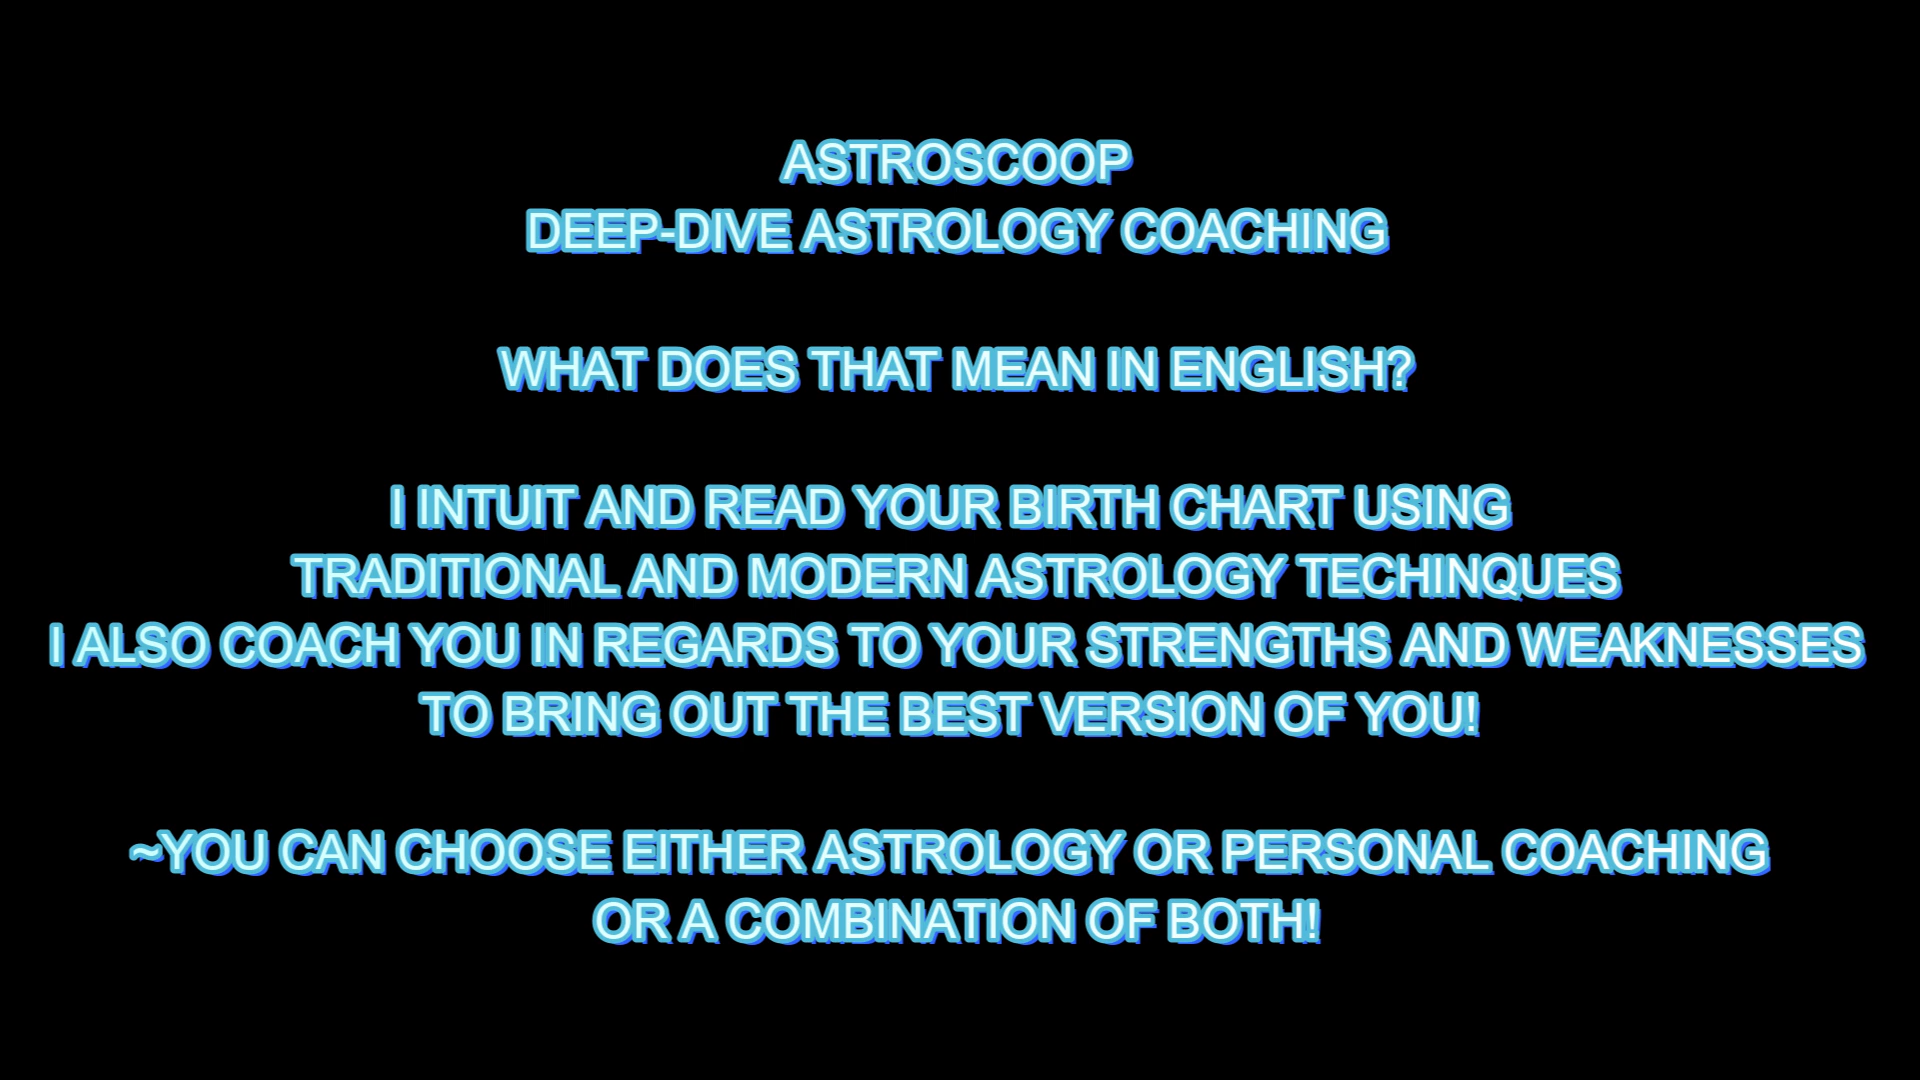 ASTROSCOOP
DEEP-DIVE ASTROLOGY COACHING
WHAT DOES THAT MEAN IN ENGLISH?
I INTUIT AND READ YOUR BIRTH CHART USING
TRADITIONAL AND MODERN ASTROLOGY TECHINQUES
I ALSO COACH YOU IN REGARDS TO YOUR STRENGTHS AND WEAKNESSES
TO BRING OUT THE BEST VERSION OF YOU!
~YOU CAN CHOOSE EITHER ASTROLOGY OR PERSONAL COACHING
OR A COMBINATION OF BOTH!